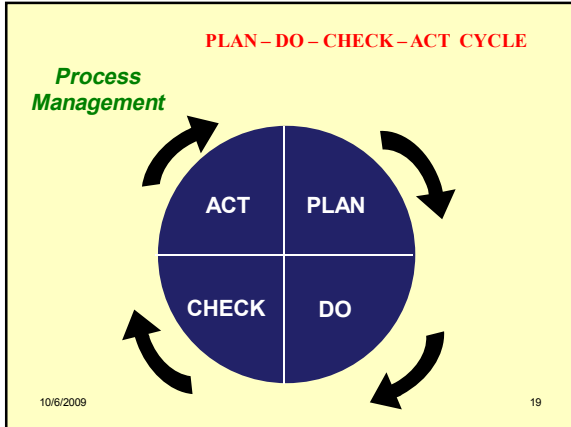 PLAN – DO – CHECK – ACT CYCLE
Process
Management
ACT PLAN
CHECK DO
10/6/2009 19